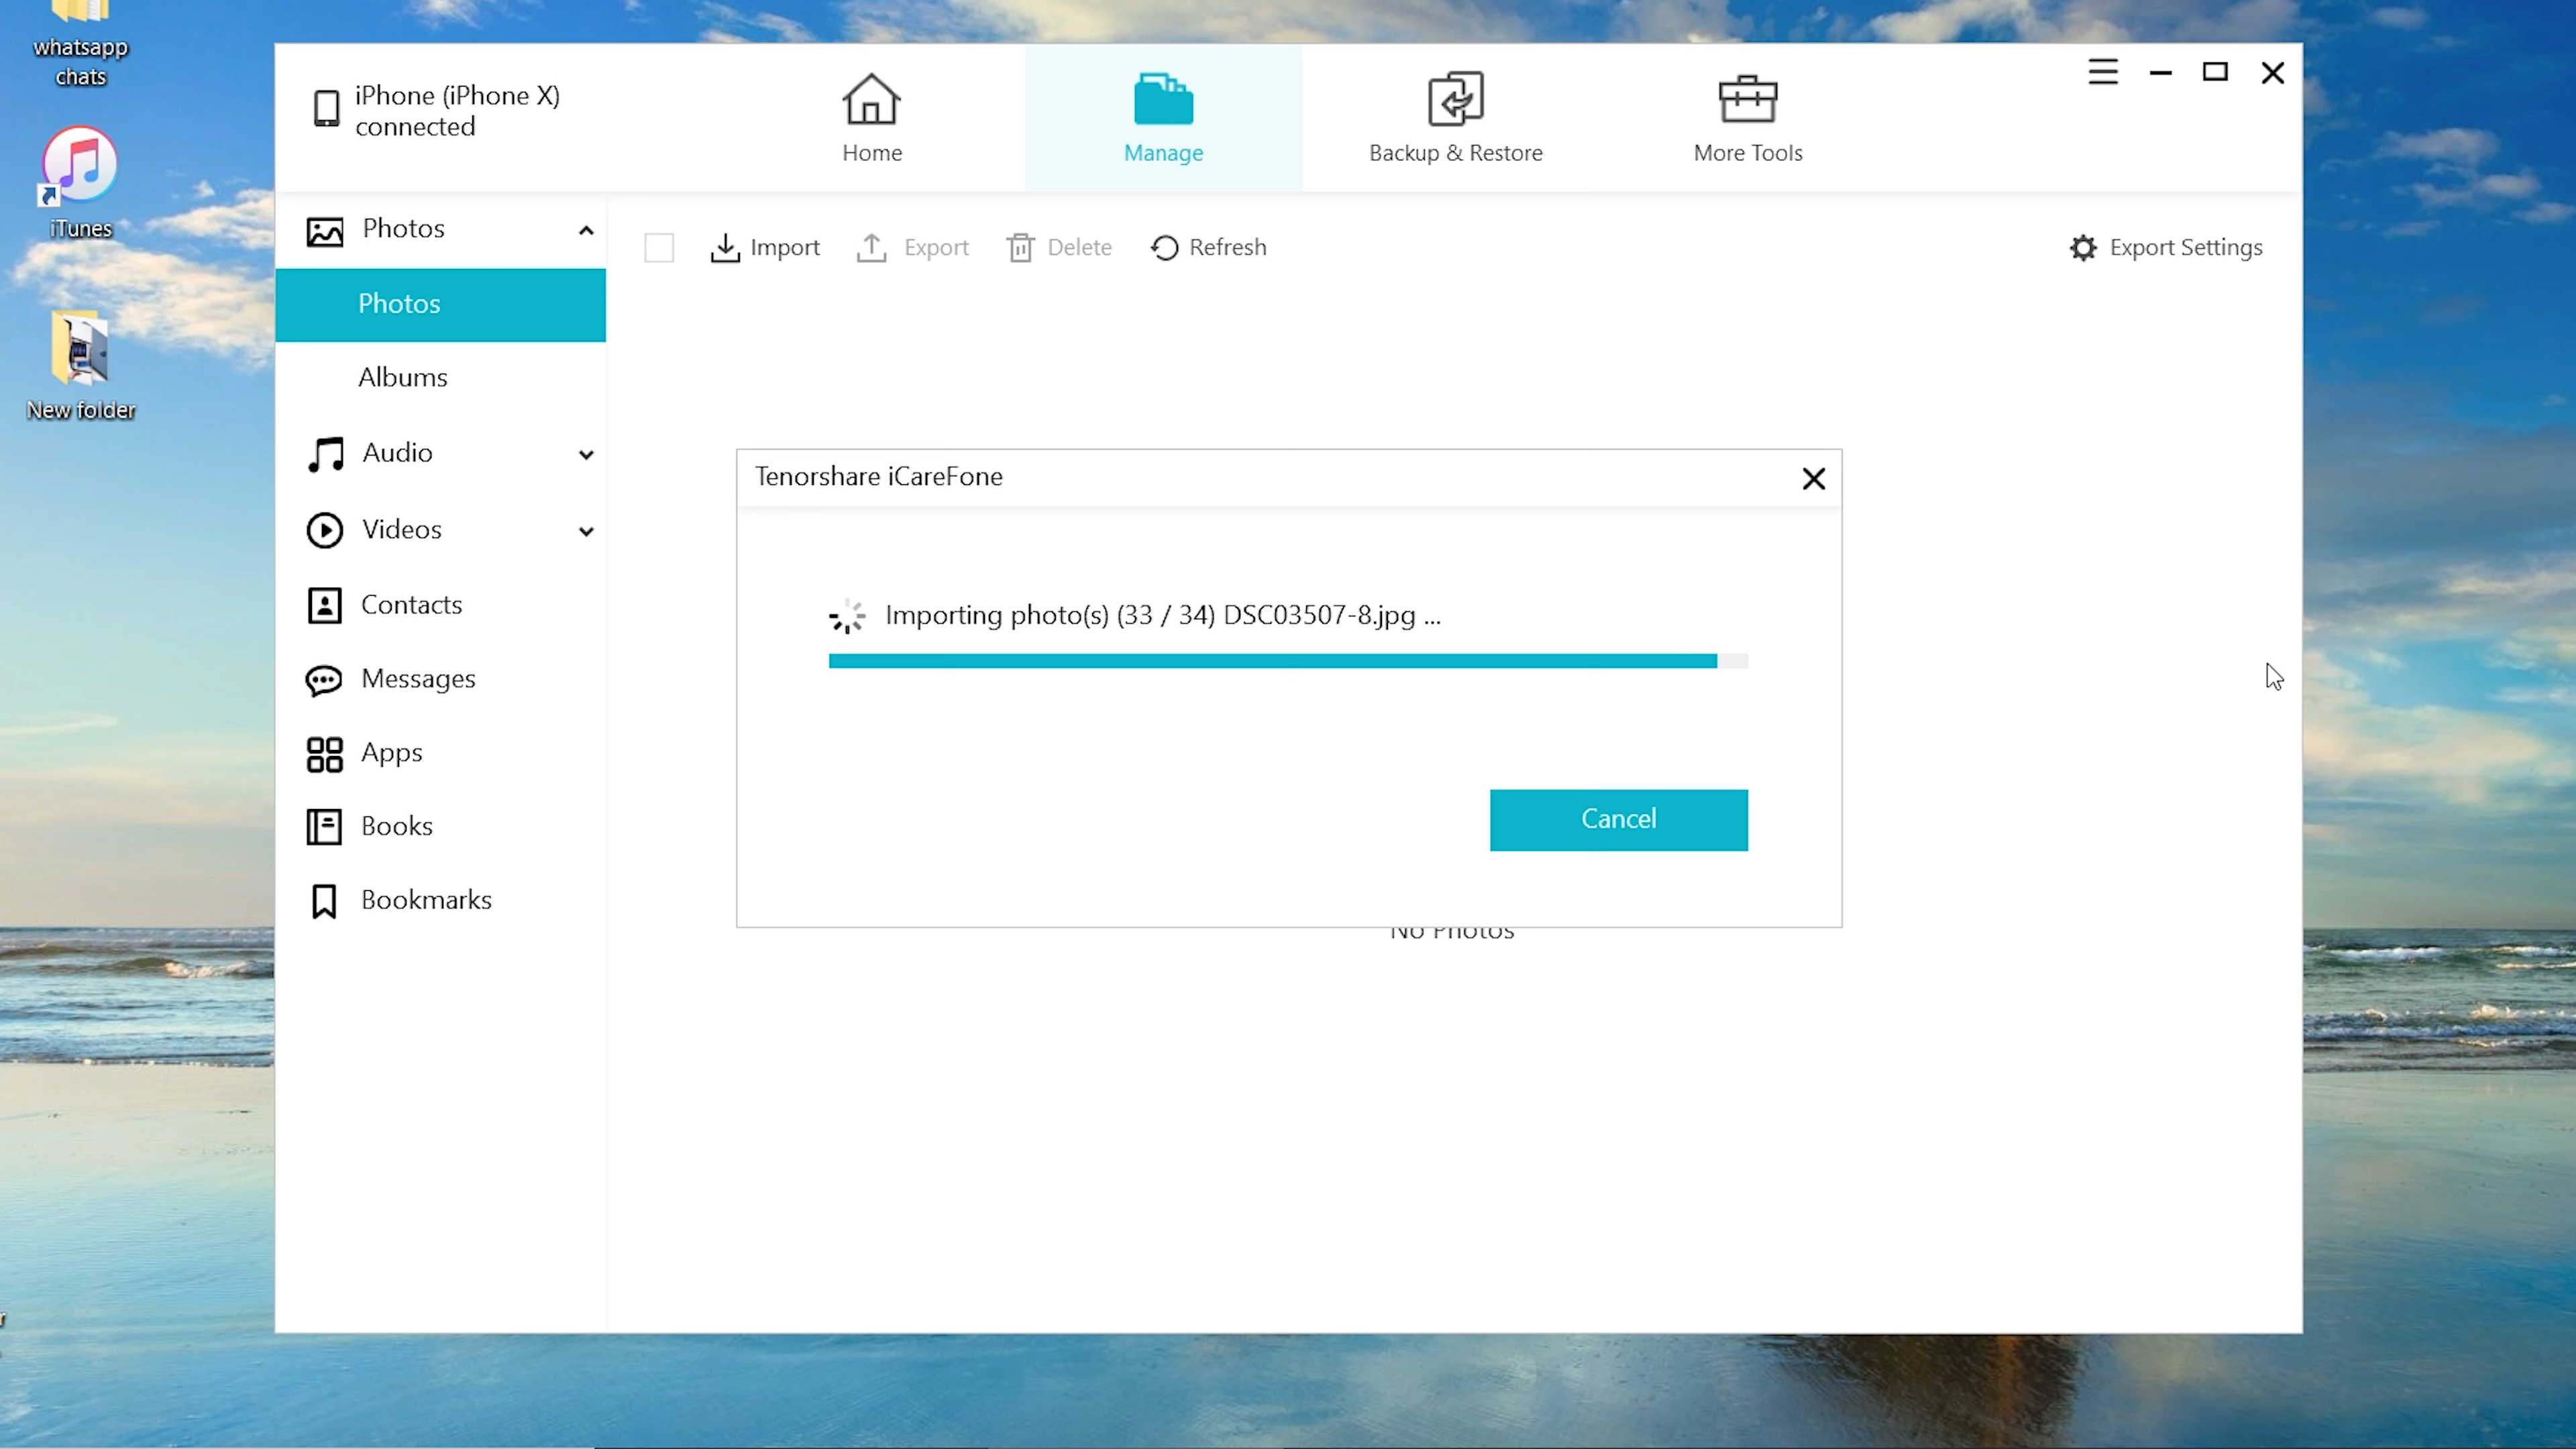 whatsapp
chats
iTunes
New folder
iPhone (iPhone X)
connected
Home
Manage
Backup & Restore
More Tools
Photos
Photos
Albums
Audio
Videos
Contacts
Messages
Apps
Books
Bookmarks
Import
Export
Delete
Refresh
Export Settings
Tenorshare iCareFone
Importing photo(s) (33 / 34) DSC03507-8.jpg ...
Cancel
No Photos